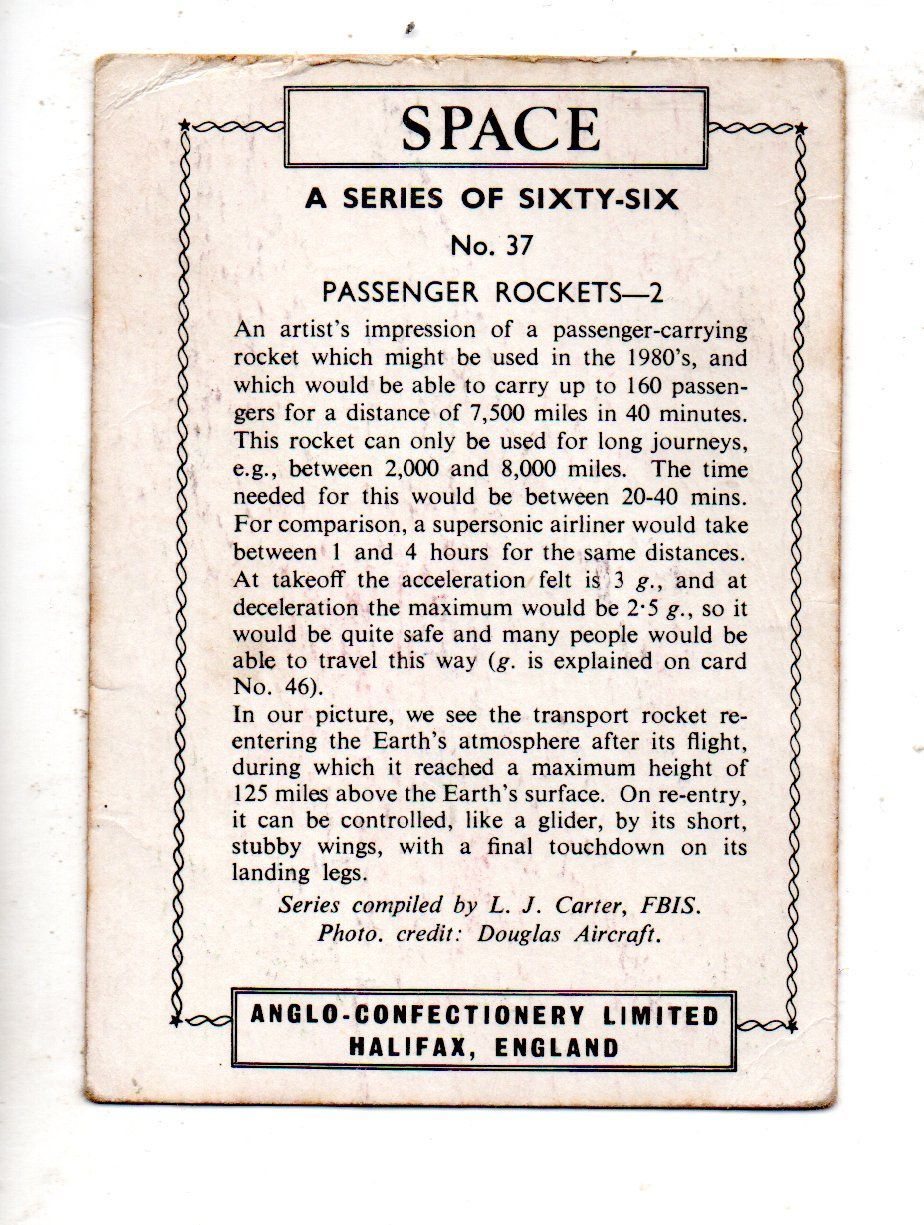 SPACE
A SERIES OF SIXTY-SIX
No. 37
PASSENGER ROCKETS—2
An artist's impression of a passenger-carrying
rocket which might be used in the 1980's, and
which would be able to carry up to 160 passen-
gers for a distance of 7,500 miles in 40 minutes.
This rocket can only be used for long journeys,
e.g., between 2,000 and 8,000 miles. The time
needed for this would be between 20-40 mins.
For comparison, a supersonic airliner would take
between 1 and 4 hours for the same distances.
At takeoff the acceleration felt is 3 g., and at
deceleration the maximum would be 2·5 g., so it
would be quite safe and many people would be
able to travel this way (g. is explained on card
No. 46).
In our picture, we see the transport rocket re-
entering the Earth's atmosphere after its flight,
during which it reached a maximum height of
125 miles above the Earth's surface. On re-entry,
it can be controlled, like a glider, by its short,
stubby wings, with a final touchdown on its
landing legs.
Series compiled by L. J. Carter, FBIS.
Photo. credit: Douglas Aircraft.
ANGLO-CONFECTIONERY LIMITED
HALIFAX, ENGLAND